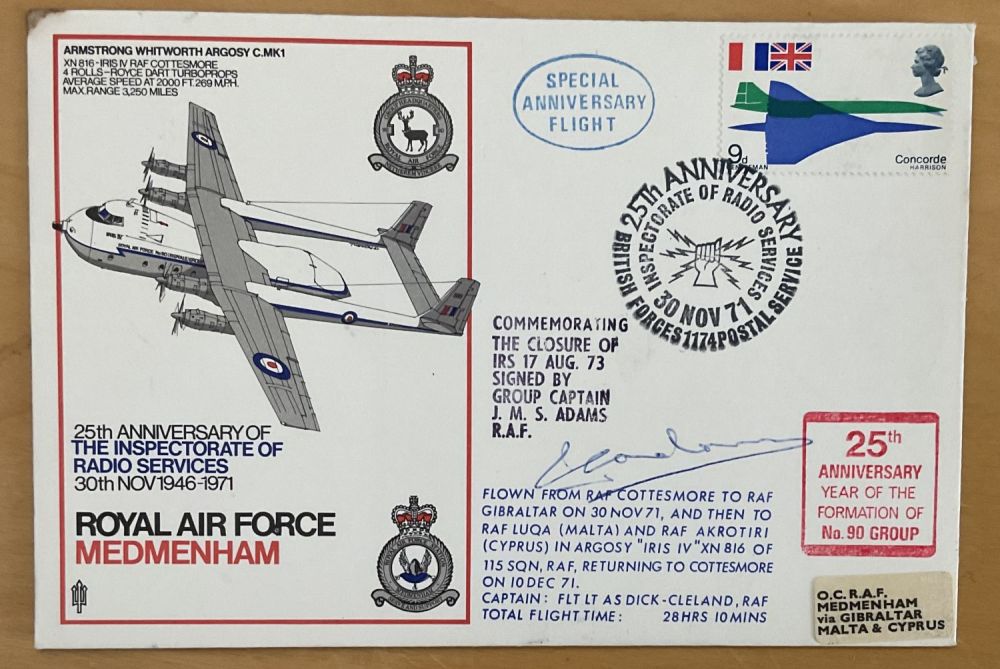 ARMSTRONG WHITWORTH ARGOSY C.MK1
XN 816 - IRIS IV RAF COTTESMORE
4 ROLLS-ROYCE DART TURBOPROPS
AVERAGE SPEED AT 2000 FT. 269 M.P.H.
MAX. RANGE 3,250 MILES
ROYAL AIR FORCE
25th ANNIVERSARY OF
THE INSPECTORATE OF
RADIO SERVICES
30th NOV 1946-1971
ROYAL AIR FORCE
MEDMENHAM
SPECIAL
ANNIVERSARY
FLIGHT
9d
Concorde
HARRISON
25th ANNIVERSARY
INSPECTORATE OF RADIO SERVICES
30 NOV 71
BRITISH FORCES 1174 POSTAL SERVICE
COMMEMORATING
THE CLOSURE OF
IRS 17 AUG. 73
SIGNED BY
GROUP CAPTAIN
J. M. S. ADAMS
R.A.F.
25th
ANNIVERSARY
YEAR OF THE
FORMATION OF
No. 90 GROUP
FLOWN FROM RAF COTTESMORE TO RAF
GIBRALTAR ON 30 NOV 71, AND THEN TO
RAF LUQA (MALTA) AND RAF AKROTIRI
(CYPRUS) IN ARGOSY "IRIS IV" XN 816 OF
115 SQN, RAF, RETURNING TO COTTESMORE
ON 10 DEC 71.
CAPTAIN: FLT LT AS DICK-CLELAND, RAF
TOTAL FLIGHT TIME: 28 HRS 10 MINS
O.C. R.A.F.
MEDMENHAM
via GIBRALTAR
MALTA & CYPRUS